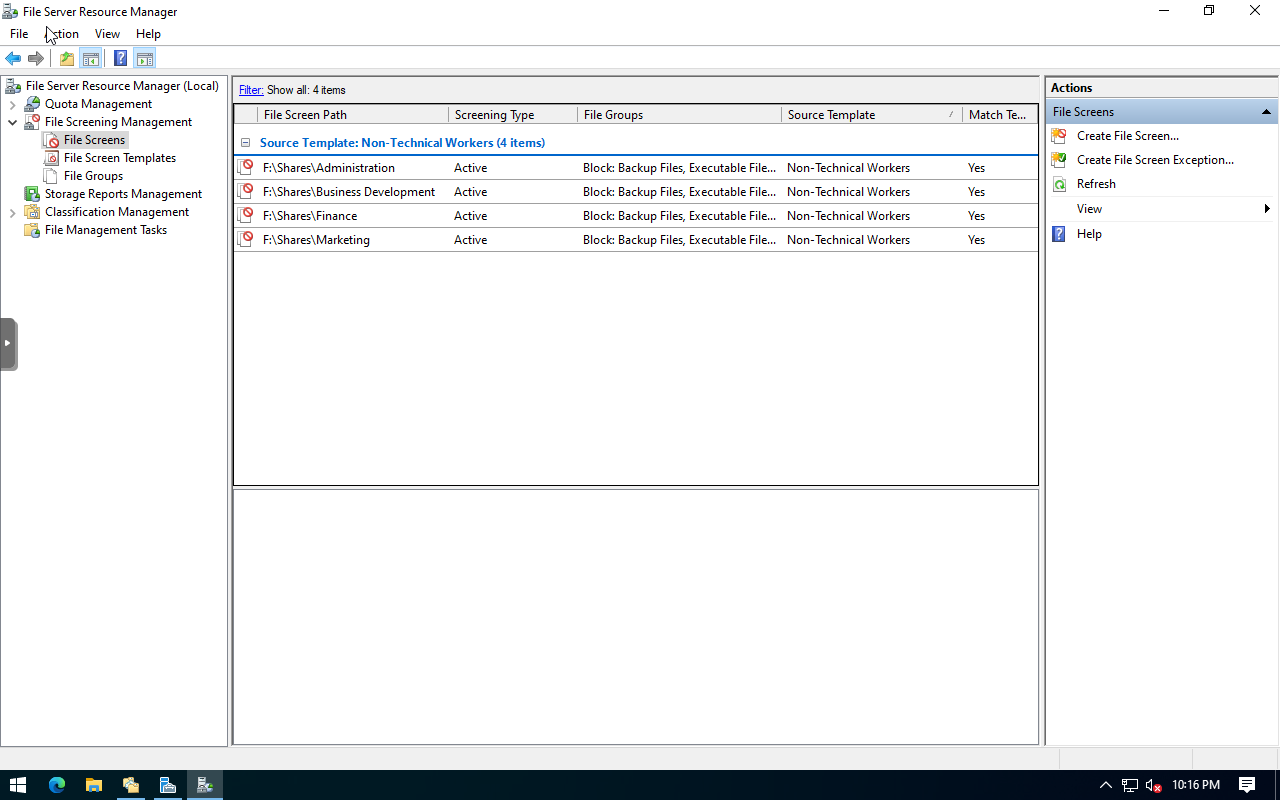 File Server Resource Manager
File Action View Help
File Server Resource Manager (Local)
Quota Management
File Screening Management
File Screens
File Screen Templates
File Groups
Storage Reports Management
Classification Management
File Management Tasks
Filter: Show all: 4 items
File Screen Path Screening Type File Groups Source Template Match Te...
Source Template: Non-Technical Workers (4 items)
F:\Shares\Administration Active Block: Backup Files, Executable File... Non-Technical Workers Yes
F:\Shares\Business Development Active Block: Backup Files, Executable File... Non-Technical Workers Yes
F:\Shares\Finance Active Block: Backup Files, Executable File... Non-Technical Workers Yes
F:\Shares\Marketing Active Block: Backup Files, Executable File... Non-Technical Workers Yes
Actions
File Screens
Create File Screen...
Create File Screen Exception...
Refresh
View
Help
10:16 PM